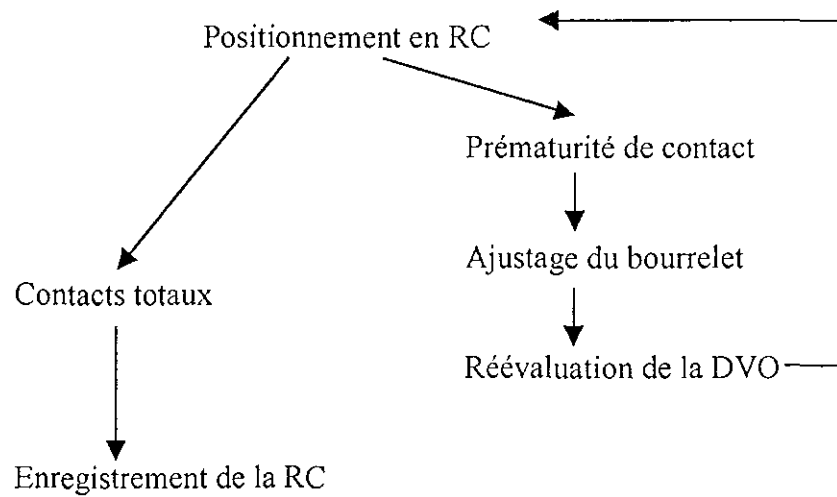 Positionnement en RC
Prématurité de contact
Ajustage du bourrelet
Contacts totaux
Réévaluation de la DVO
Enregistrement de la RC